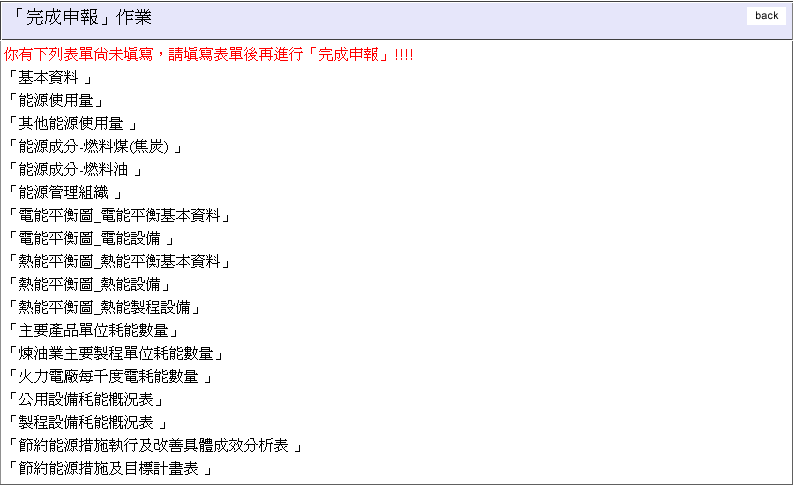 「完成申報」作業
back
你有下列表單尚未填寫，請填寫表單後再進行「完成申報」!!!!
「基本資料 」
「能源使用量」
「其他能源使用量 」
「能源成分-燃料煤(焦炭) 」
「能源成分-燃料油 」
「能源管理組織 」
「電能平衡圖_電能平衡基本資料」
「電能平衡圖_電能設備 」
「熱能平衡圖_熱能平衡基本資料」
「熱能平衡圖_熱能設備」
「熱能平衡圖_熱能製程設備」
「主要產品單位耗能數量」
「煉油業主要製程單位耗能數量」
「火力電廠每千度電耗能數量 」
「公用設備耗能概況表」
「製程設備耗能概況表 」
「節約能源措施執行及改善具體成效分析表 」
「節約能源措施及目標計畫表 」